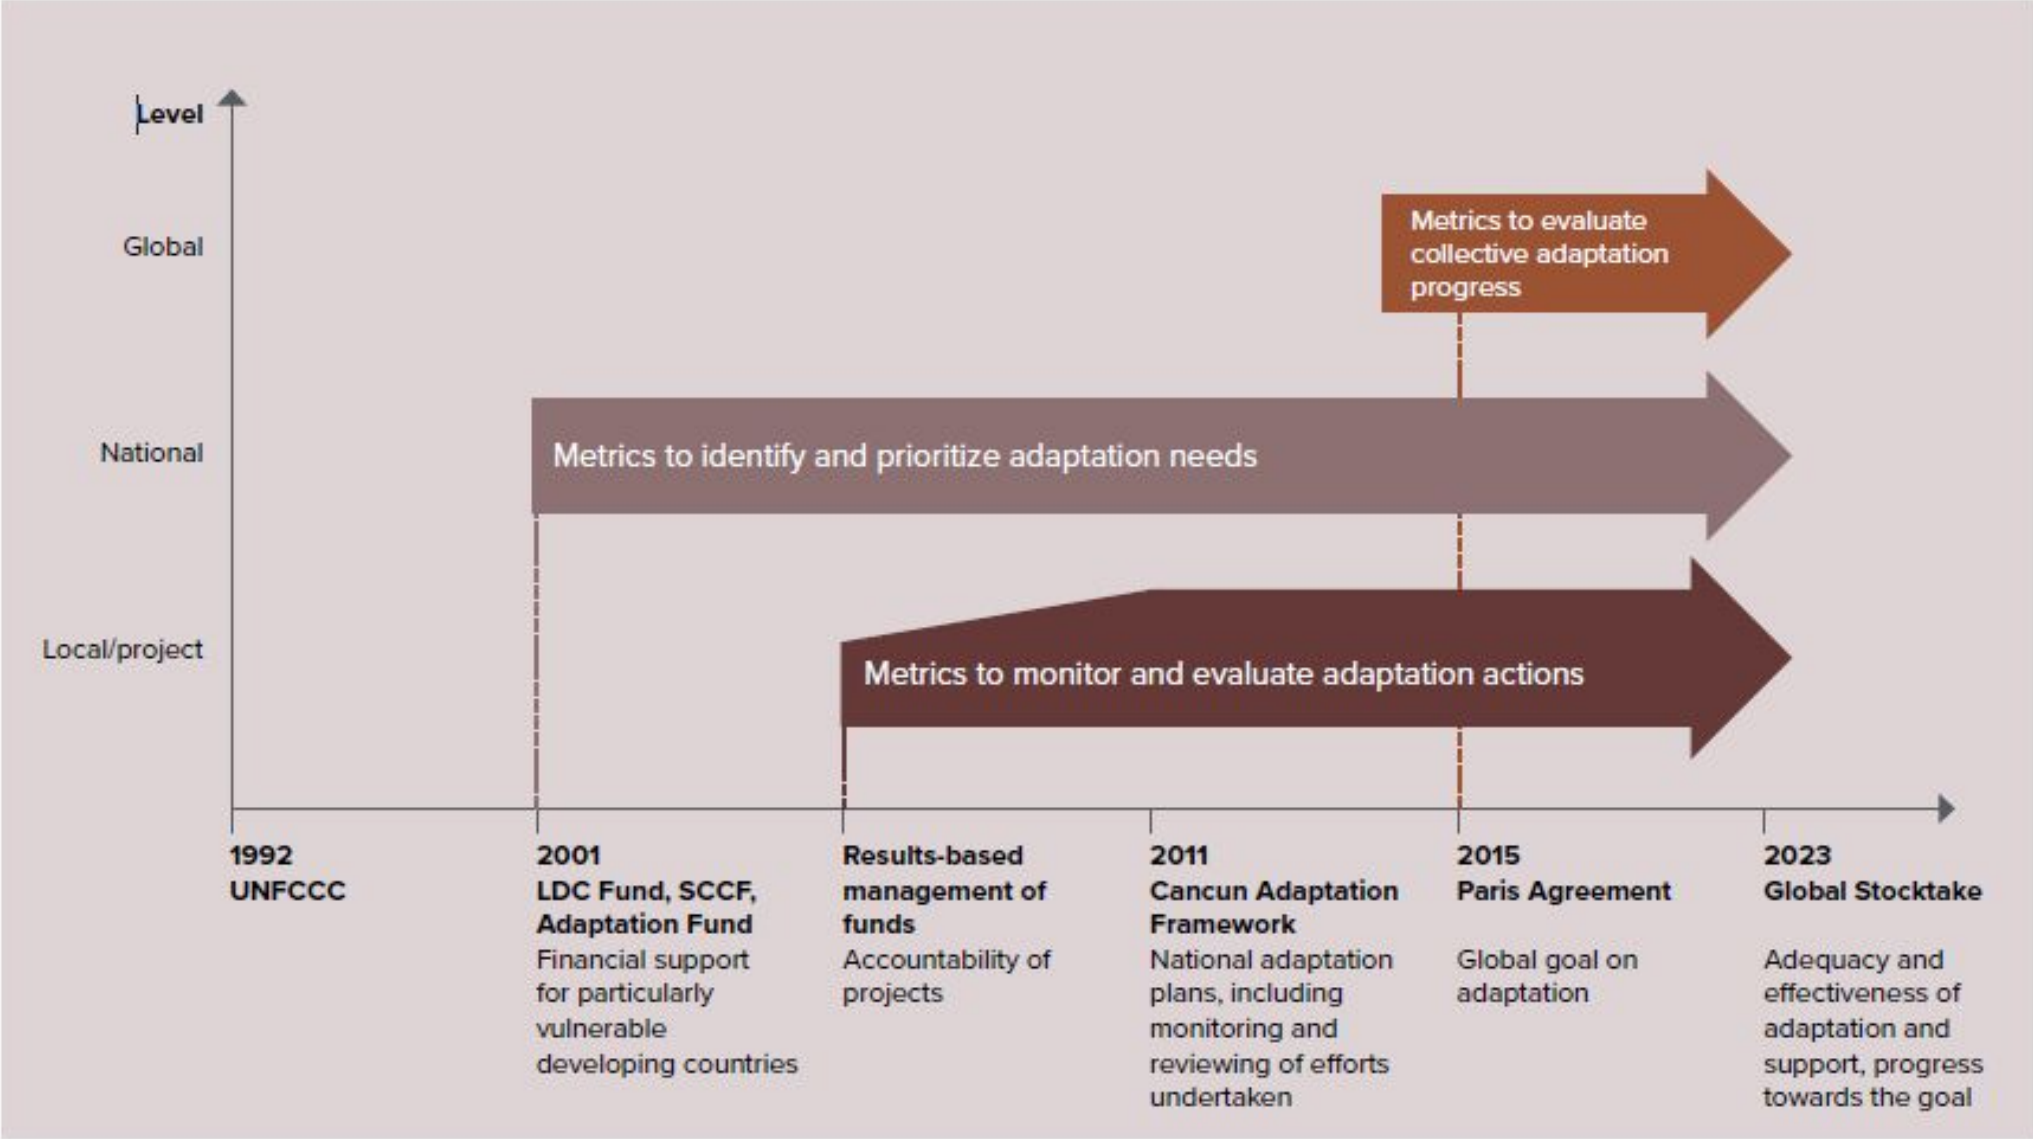 Level
Global
Metrics to evaluate
collective adaptation
progress
National
Metrics to identify and prioritize adaptation needs
Local/project
Metrics to monitor and evaluate adaptation actions
1992
UNFCCC
2001
LDC Fund, SCCF,
Adaptation Fund
Financial support
for particularly
vulnerable
developing countries
Results-based
management of
funds
Accountability of
projects
2011
Cancun Adaptation
Framework
National adaptation
plans, including
monitoring and
reviewing of efforts
undertaken
2015
Paris Agreement
Global goal on
adaptation
2023
Global Stocktake
Adequacy and
effectiveness of
adaptation and
support, progress
towards the goal